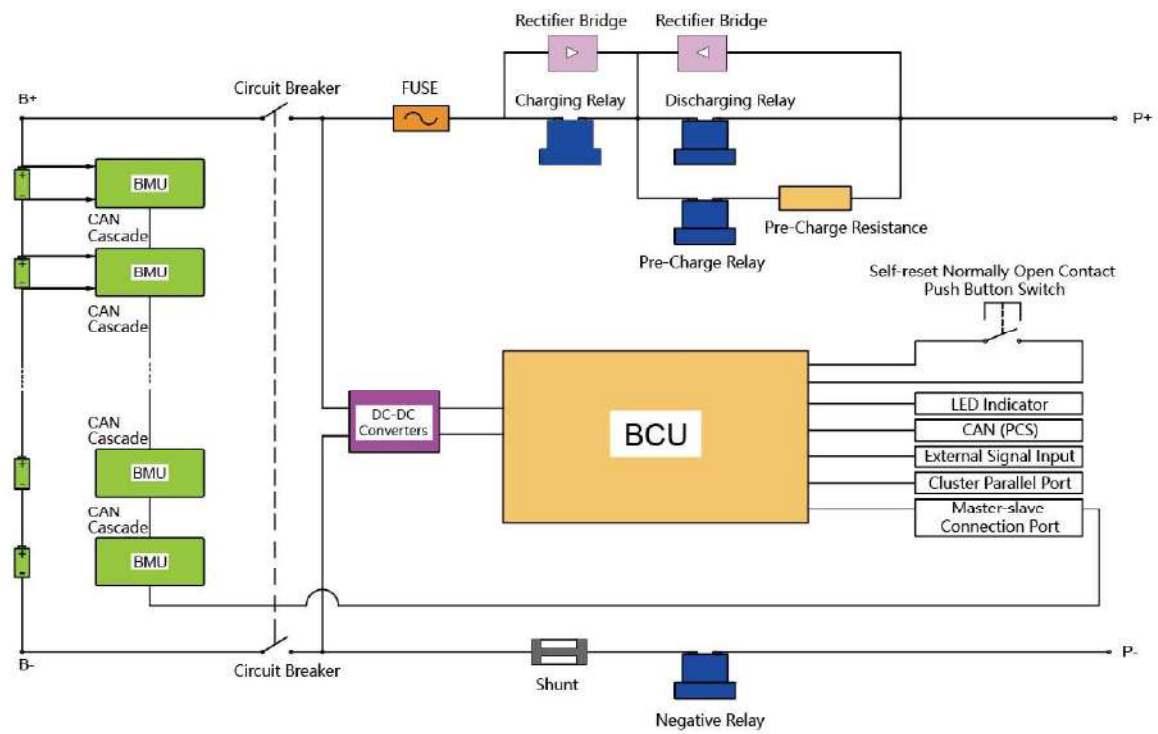 Rectifier Bridge
Rectifier Bridge
Circuit Breaker
FUSE
Charging Relay
Discharging Relay
B+
P+
BMU
CAN
Cascade
Pre-Charge Resistance
BMU
Pre-Charge Relay
Self-reset Normally Open Contact
Push Button Switch
CAN
Cascade
DC-DC
Converters
BCU
LED Indicator
CAN (PCS)
External Signal Input
Cluster Parallel Port
Master-slave
Connection Port
CAN
Cascade
BMU
CAN
Cascade
BMU
B-
Circuit Breaker
Shunt
Negative Relay
P-